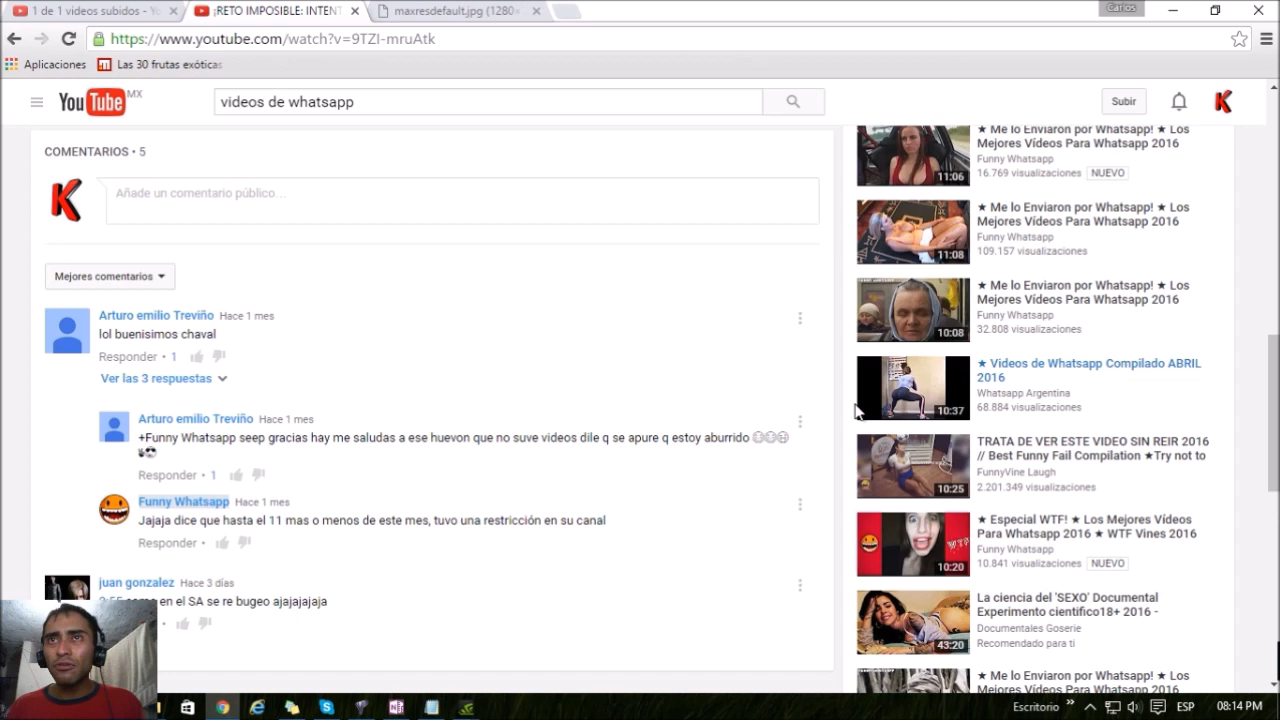 1 de 1 videos subidos - Yo
¡RETO IMPOSIBLE: INTENT
maxresdefault.jpg (1280×
Carlos
https://www.youtube.com/watch?v=9TZI-mruAtk
Aplicaciones
Las 30 frutas exóticas
YouTube MX
videos de whatsapp
Subir
K
COMENTARIOS • 5
K
Añade un comentario público...
Mejores comentarios
Arturo emilio Treviño Hace 1 mes
lol buenisimos chaval
Responder • 1
Ver las 3 respuestas
Arturo emilio Treviño Hace 1 mes
+Funny Whatsapp seep gracias hay me saludas a ese huevon que no suve videos dile q se apure q estoy aburrido
Responder • 1
Funny Whatsapp Hace 1 mes
Jajaja dice que hasta el 11 mas o menos de este mes, tuvo una restricción en su canal
Responder •
juan gonzalez Hace 3 días
en el SA se re bugeo ajajajajaja
★ Me lo Enviaron por Whatsapp! ★ Los
Mejores Vídeos Para Whatsapp 2016
Funny Whatsapp
16.769 visualizaciones NUEVO
11:06
★ Me lo Enviaron por Whatsapp! ★ Los
Mejores Vídeos Para Whatsapp 2016
Funny Whatsapp
109.157 visualizaciones
11:08
★ Me lo Enviaron por Whatsapp! ★ Los
Mejores Vídeos Para Whatsapp 2016
Funny Whatsapp
32.808 visualizaciones
10:08
★ Videos de Whatsapp Compilado ABRIL
2016
Whatsapp Argentina
68.884 visualizaciones
10:37
TRATA DE VER ESTE VIDEO SIN REIR 2016
// Best Funny Fail Compilation ★Try not to
FunnyVine Laugh
2.201.349 visualizaciones
10:25
★ Especial WTF! ★ Los Mejores Vídeos
Para Whatsapp 2016 ★ WTF Vines 2016
Funny Whatsapp
10.841 visualizaciones NUEVO
10:20
La ciencia del 'SEXO' Documental
Experimento cientifico18+ 2016 -
Documentales Goserie
Recomendado para ti
43:20
★ Me lo Enviaron por Whatsapp! ★ Los
Mejores Vídeos Para Whatsapp 2016
Escritorio
ESP
08:14 PM